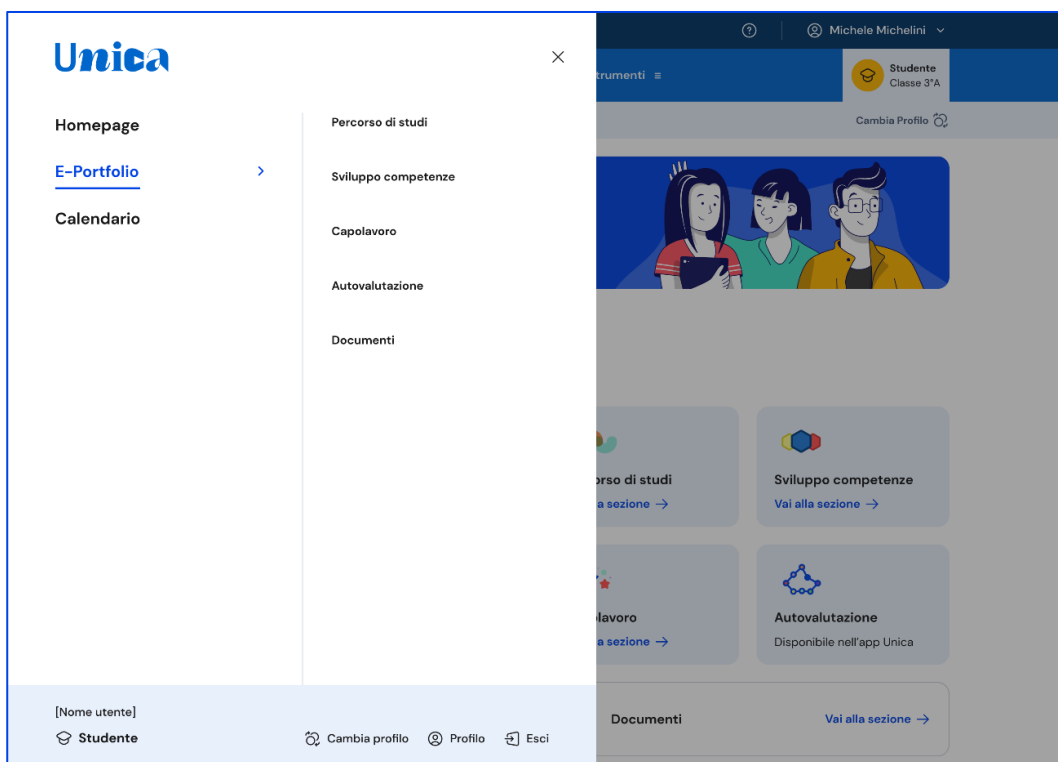 Unica
Homepage
E-Portfolio
Calendario
Percorso di studi
Sviluppo competenze
Capolavoro
Autovalutazione
Documenti
[Nome utente]
Studente
Cambia profilo
Profilo
Esci
Michele Michelini
trumenti
Studente
Classe 3°A
Cambia Profilo
orso di studi
a sezione
Sviluppo competenze
Vai alla sezione
lavoro
a sezione
Autovalutazione
Disponibile nell'app Unica
Documenti
Vai alla sezione